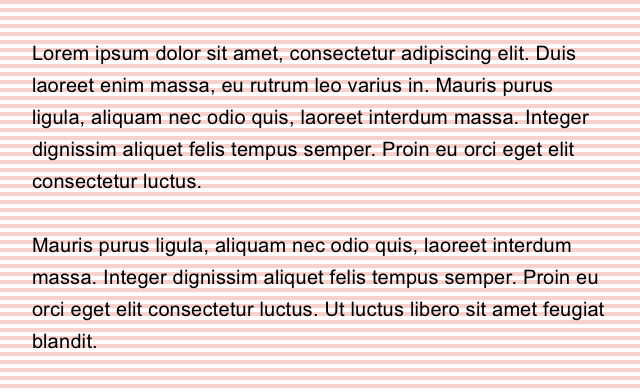 Lorem ipsum dolor sit amet, consectetur adipiscing elit. Duis
laoreet enim massa, eu rutrum leo varius in. Mauris purus
ligula, aliquam nec odio quis, laoreet interdum massa. Integer
dignissim aliquet felis tempus semper. Proin eu orci eget elit
consectetur luctus.
Mauris purus ligula, aliquam nec odio quis, laoreet interdum
massa. Integer dignissim aliquet felis tempus semper. Proin eu
orci eget elit consectetur luctus. Ut luctus libero sit amet feugiat
blandit.